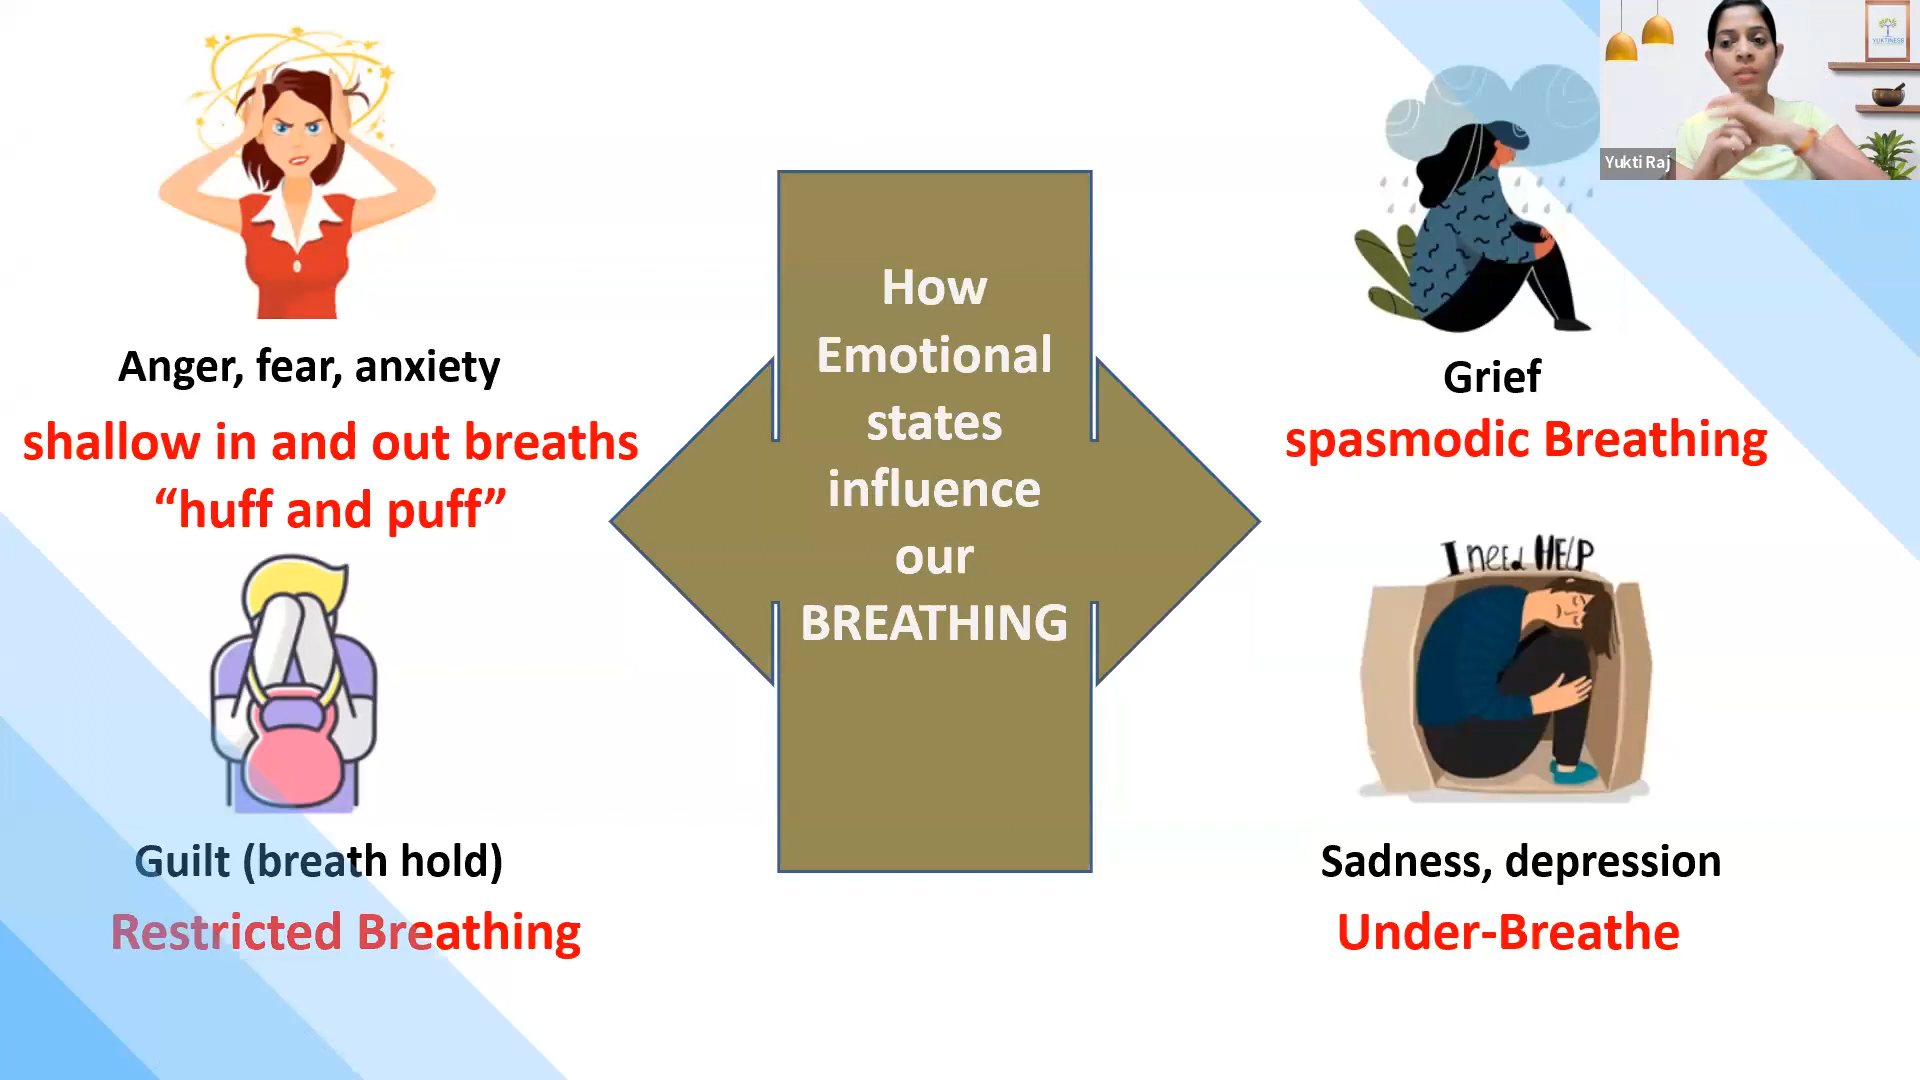 Anger, fear, anxiety
shallow in and out breaths
“huff and puff”
Guilt (breath hold)
Restricted Breathing
How
Emotional
states
influence
our
BREATHING
Grief
spasmodic Breathing
I need HELP
Sadness, depression
Under-Breathe
Yukti Raj
YUKTINESS